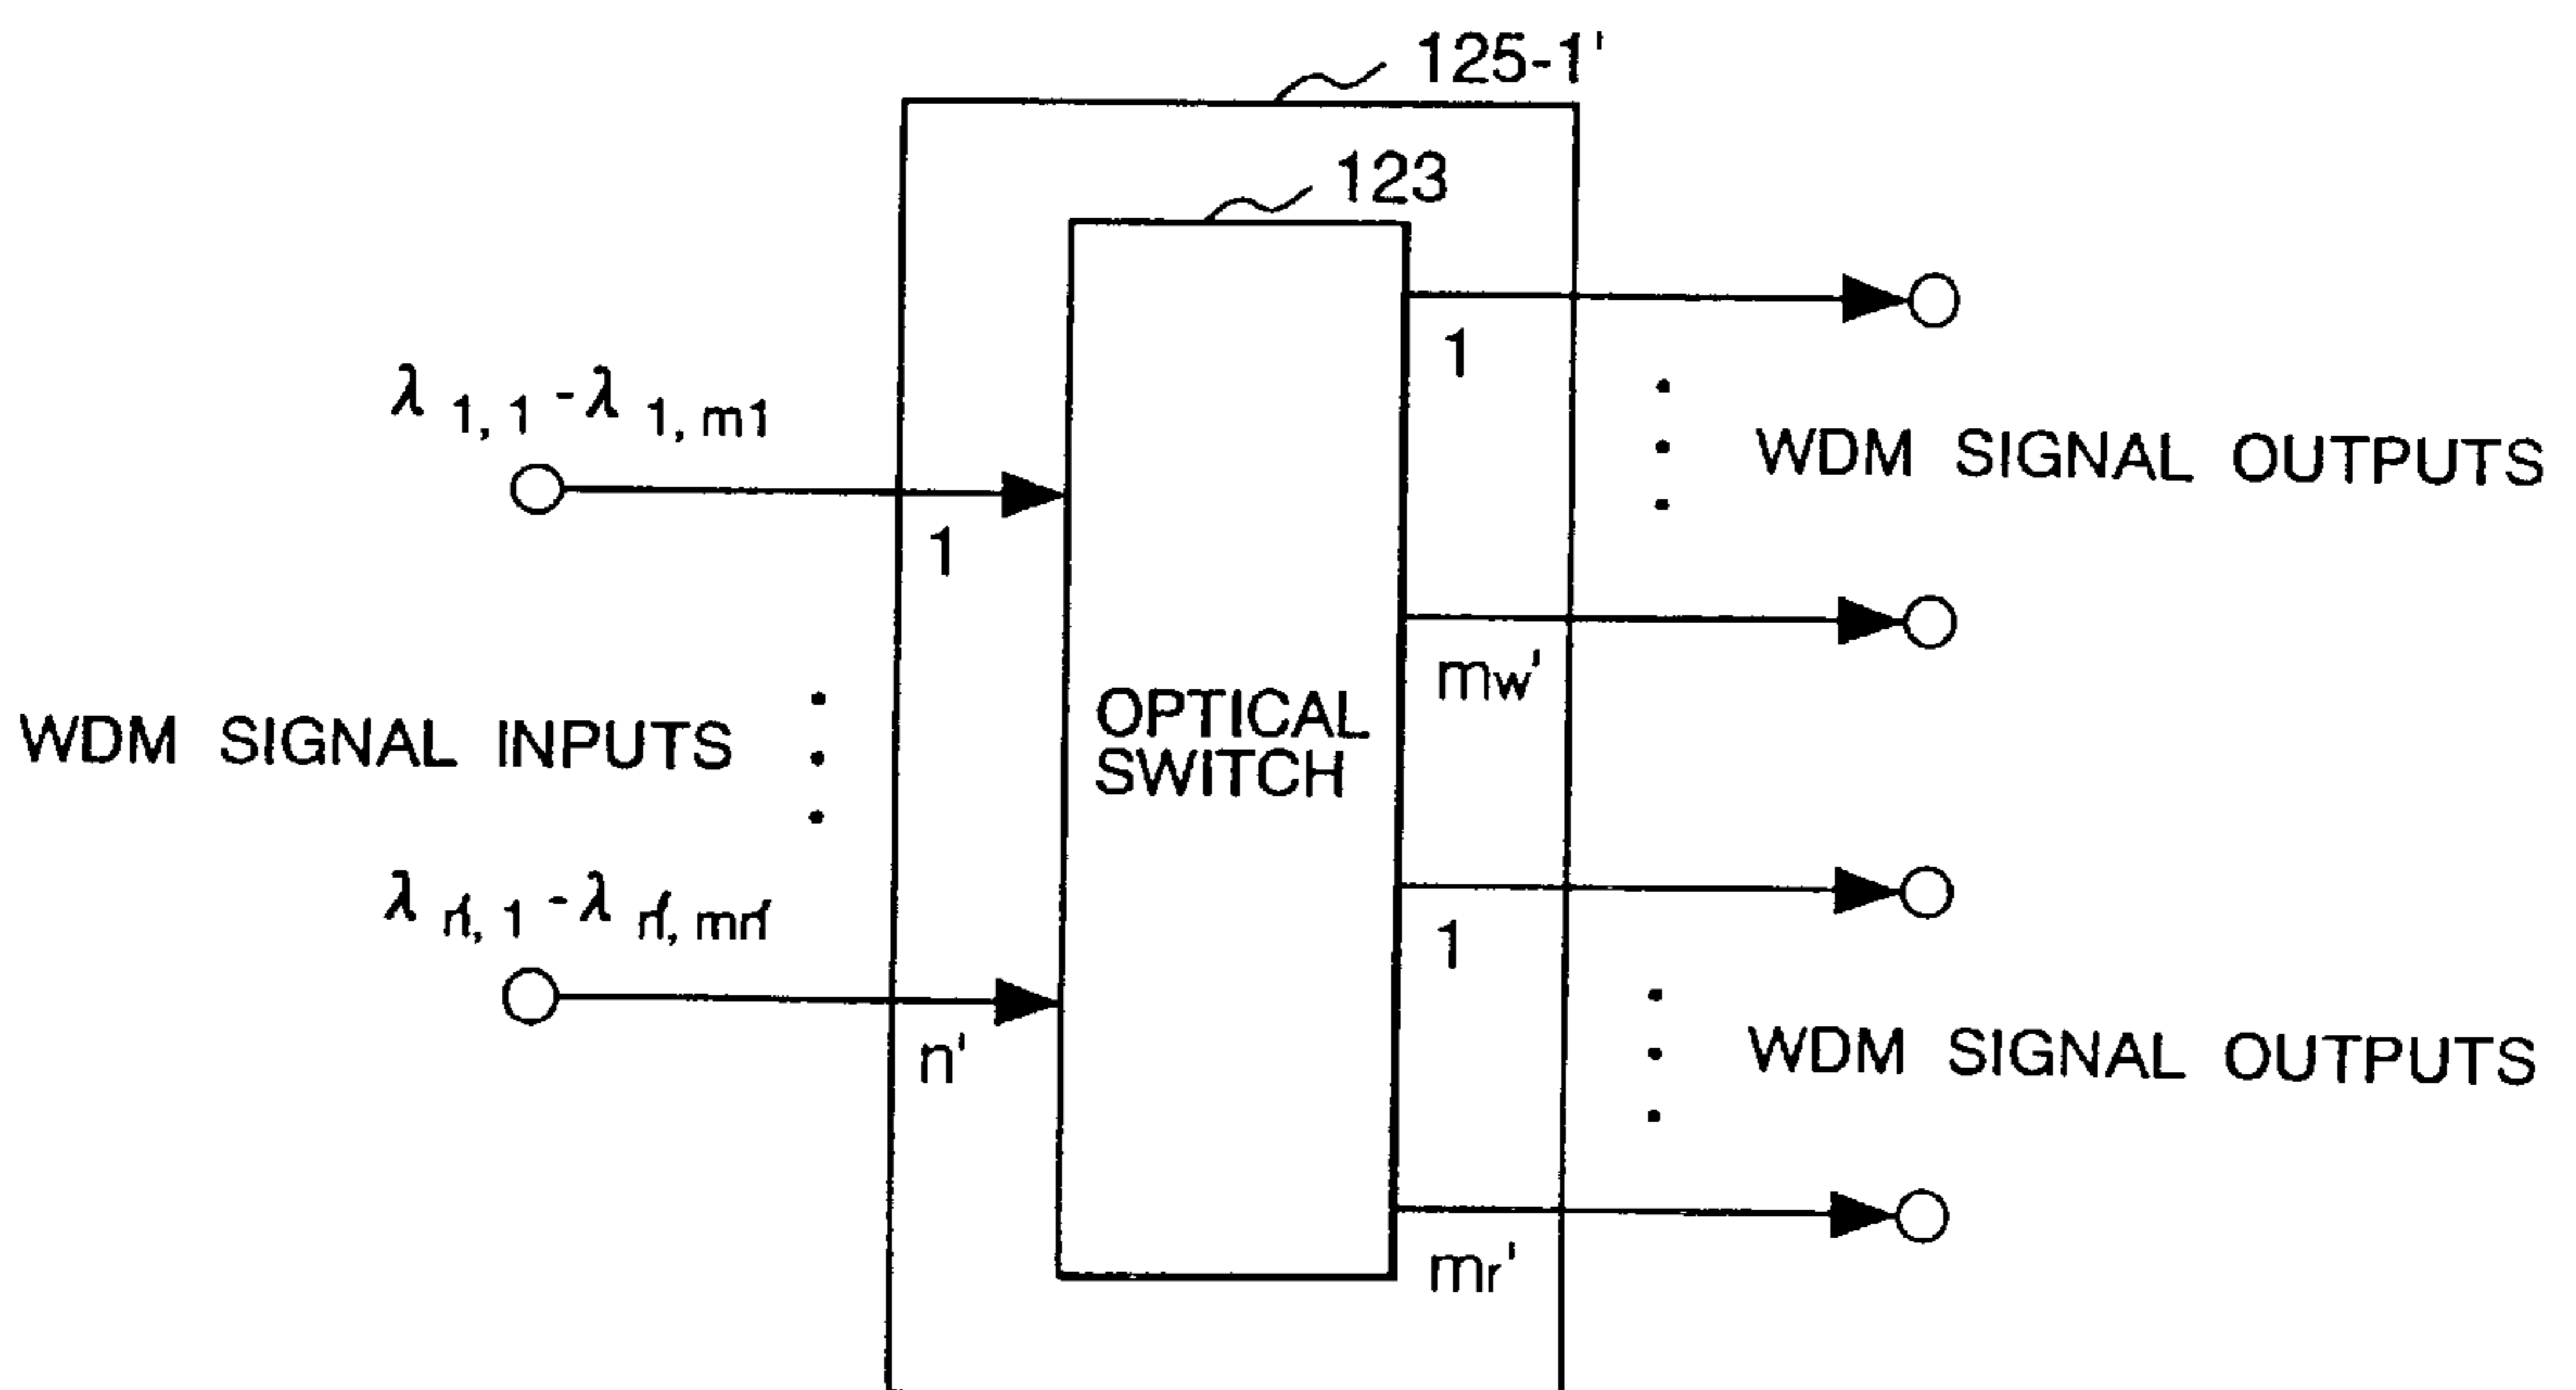 125-1'
123
1
λ 1, 1 - λ 1, m1
WDM SIGNAL OUTPUTS
1
mw'
WDM SIGNAL INPUTS
OPTICAL
SWITCH
λ n', 1 - λ n', mn'
1
n'
WDM SIGNAL OUTPUTS
mr'